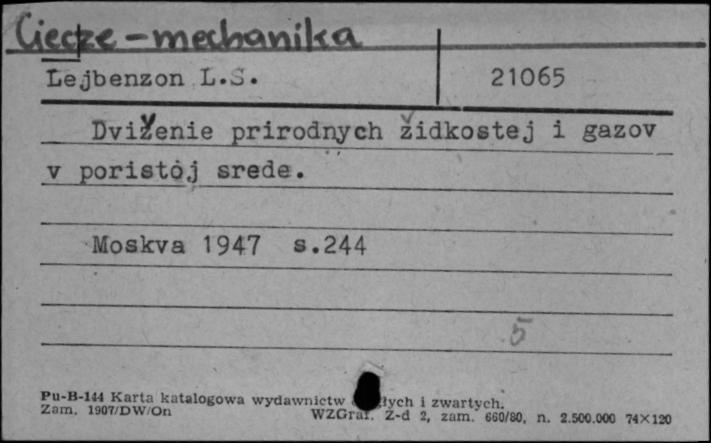 Ciecze - mechanika
Lejbenzon L.S. 21065
Dviženie prirodnych židkostej i gazov
v poristoj srede.
Moskva 1947 s.244
5
Pu-B-144 Karta katalogowa wydawnictw i zwartych.
Zam. 1907/DW/On WZGraf. Z-d 2, zam. 660/80, n. 2.500.000 74×120